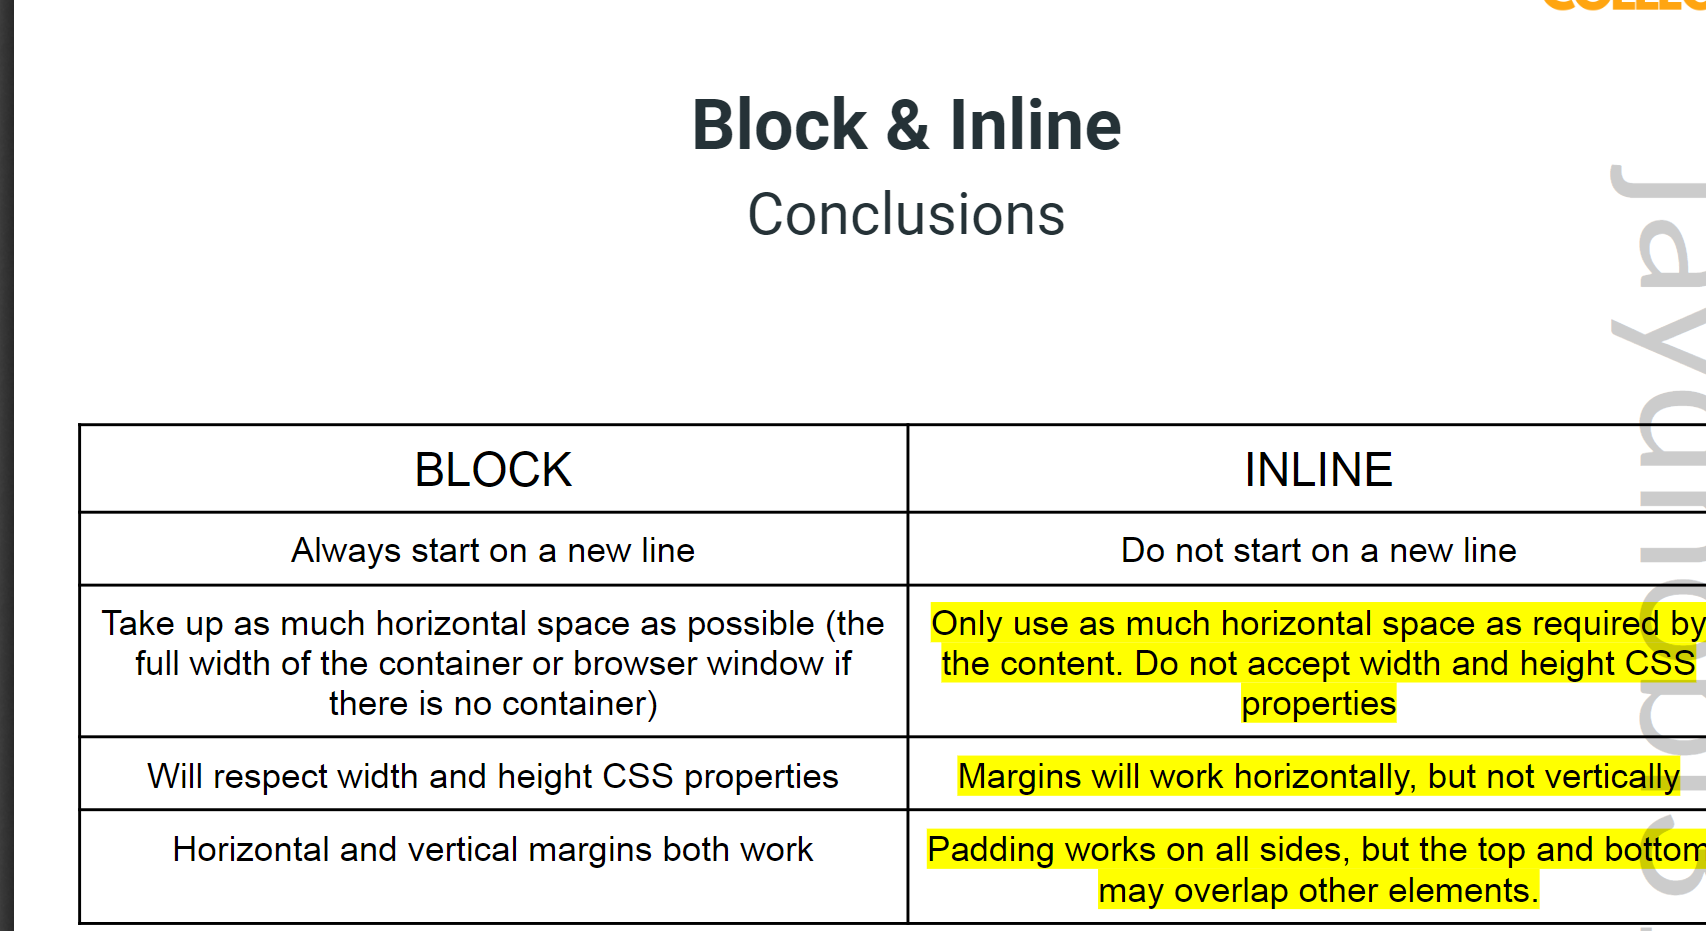 Block & Inline
Conclusions
BLOCK
INLINE
Always start on a new line
Do not start on a new line
Take up as much horizontal space as possible (the
full width of the container or browser window if
there is no container)
Only use as much horizontal space as required by
the content. Do not accept width and height CSS
properties
Will respect width and height CSS properties
Margins will work horizontally, but not vertically
Horizontal and vertical margins both work
Padding works on all sides, but the top and bottom
may overlap other elements.